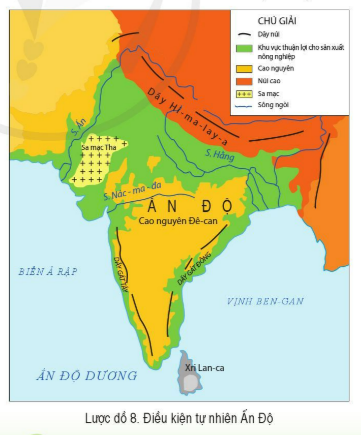 CHÚ GIẢI
Dãy núi
Khu vực thuận lợi cho sản xuất
nông nghiệp
Cao nguyên
Núi cao
Sa mạc
Sông ngòi
Dãy Hi-ma-lay-a
S. Ấn
Sa mạc Tha
S. Hằng
S. Nác-ma-đa
ẤN ĐỘ
Cao nguyên Đê-can
DÃY GÁT TÂY
DÃY GÁT ĐÔNG
BIỂN Ả RẬP
VỊNH BEN-GAN
Xri Lan-ca
ẤN ĐỘ DƯƠNG
Lược đồ 8. Điều kiện tự nhiên Ấn Độ